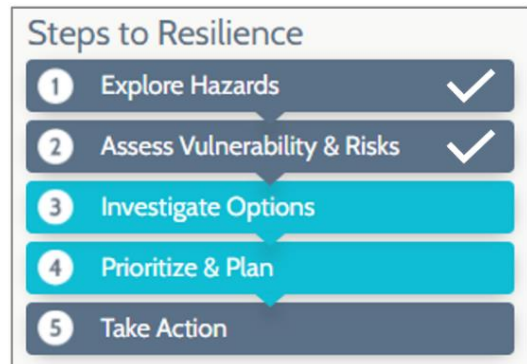 Steps to Resilience
1 Explore Hazards
2 Assess Vulnerability & Risks
3 Investigate Options
4 Prioritize & Plan
5 Take Action